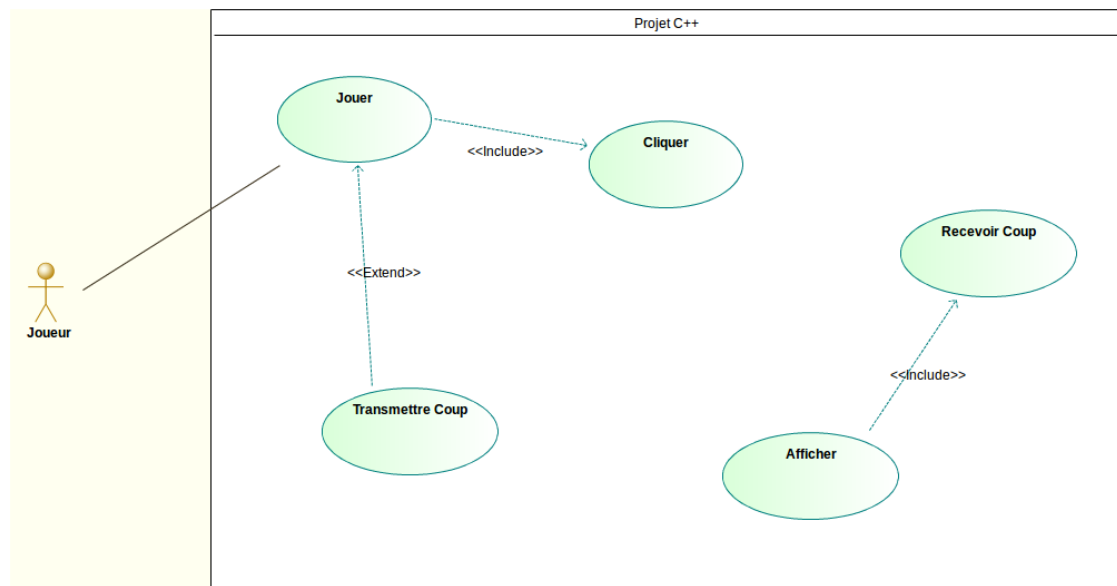 Projet C++
Jouer
<<Include>>
Cliquer
Recevoir Coup
<<Extend>>
Joueur
<<Include>>
Transmettre Coup
Afficher